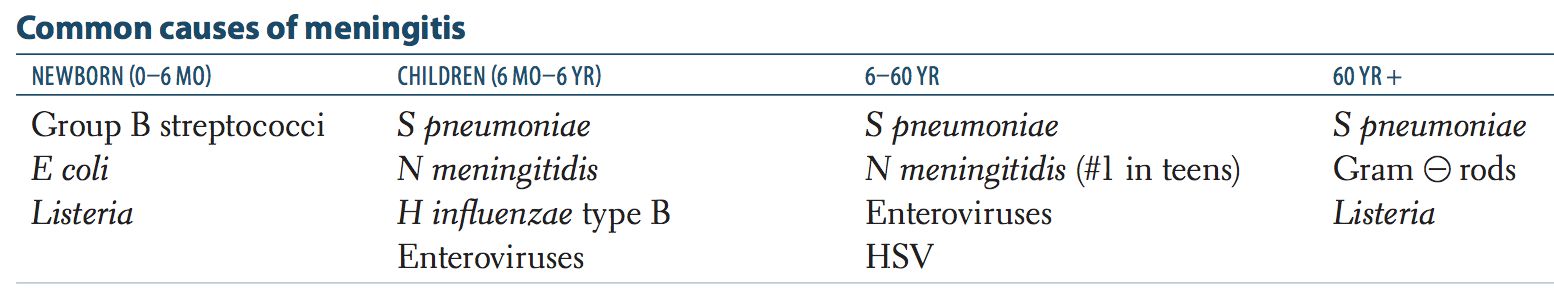 Common causes of meningitis
NEWBORN (0–6 MO) CHILDREN (6 MO–6 YR) 6–60 YR 60 YR +
Group B streptococci S pneumoniae S pneumoniae S pneumoniae
E coli N meningitidis N meningitidis (#1 in teens) Gram ⊖ rods
Listeria H influenzae type B Enteroviruses Listeria
Enteroviruses HSV